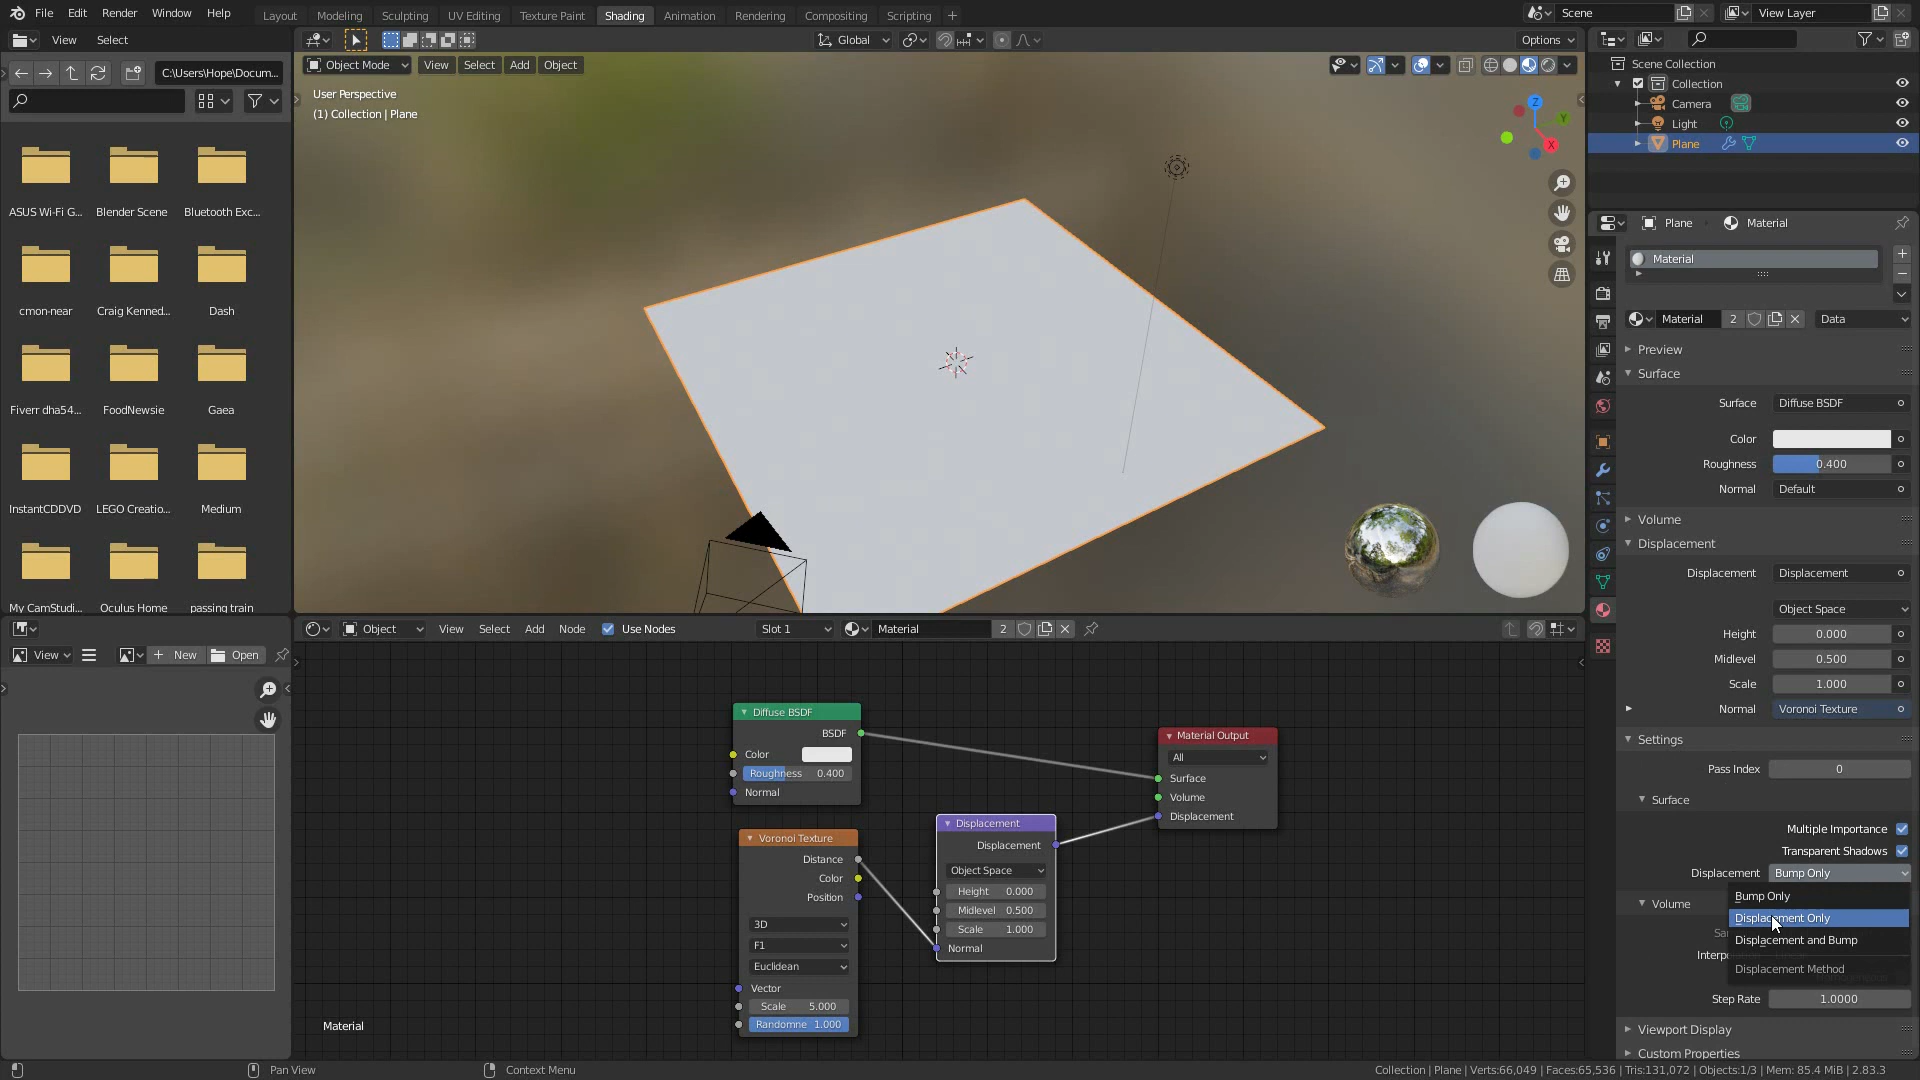 File Edit Render Window Help
Layout Modeling Sculpting UV Editing Texture Paint Shading Animation Rendering Compositing Scripting +
Scene
View Layer
View Select
Global
Options
C:\Users\Hope\Docum...
Object Mode View Select Add Object
User Perspective
(1) Collection | Plane
Z
Y
X
ASUS Wi-Fi G... Blender Scene Bluetooth Exc...
cmon-near Craig Kenned... Dash
Fiverr dha54... FoodNewsie Gaea
InstantCDDVD LEGO Creatio... Medium
My CamStudi... Oculus Home passing train
Scene Collection
Collection
Camera
Light
Plane
Plane Material
Material
Material 2 Data
Preview
Surface
Surface Diffuse BSDF
Color
Roughness 0.400
Normal Default
Volume
Displacement
Displacement Displacement
Object Space
Height 0.000
Midlevel 0.500
Scale 1.000
Normal Voronoi Texture
Settings
Pass Index 0
Surface
Multiple Importance
Transparent Shadows
Displacement Bump Only
Bump Only
Volume
Displacement Only
Displacement and Bump
Displacement Method
Step Rate 1.0000
Viewport Display
Custom Properties
Object View Select Add Node Use Nodes Slot 1 Material 2
View + New Open
Diffuse BSDF
BSDF
Color
Roughness 0.400
Normal
Voronoi Texture
Distance
Color
Position
3D
F1
Euclidean
Vector
Scale 5.000
Randomne 1.000
Displacement
Displacement
Object Space
Height 0.000
Midlevel 0.500
Scale 1.000
Normal
Material Output
All
Surface
Volume
Displacement
Material
Pan View Context Menu
Collection | Plane | Verts:66,049 | Faces:65,536 | Tris:131,072 | Objects:1/3 | Mem: 85.4 MiB | 2.83.3